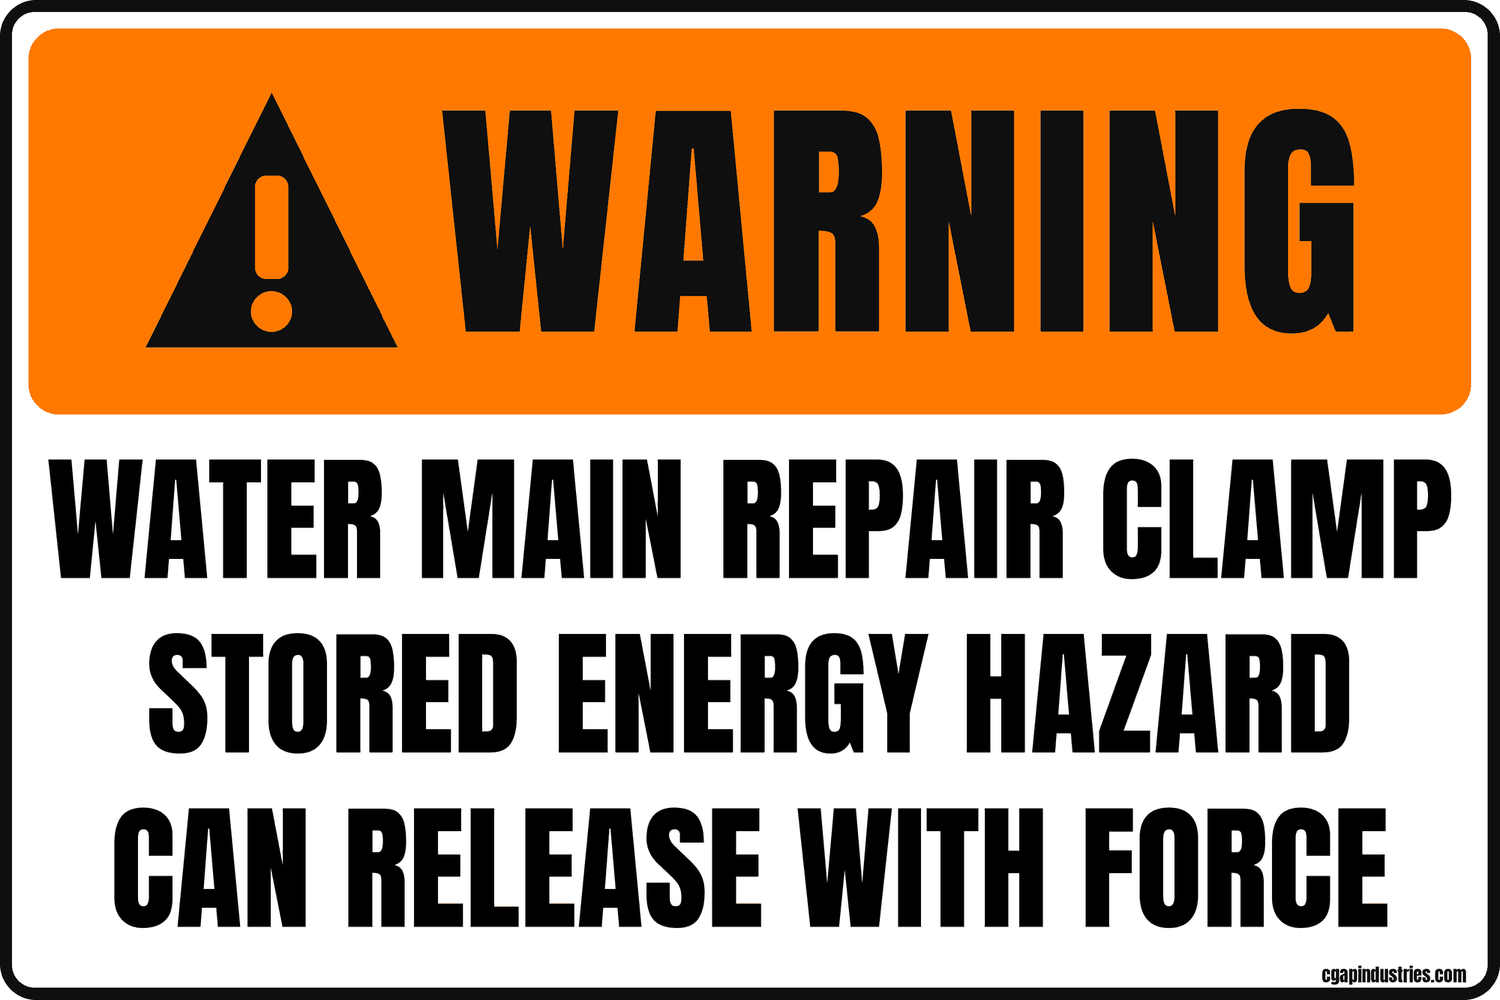 WARNING
WATER MAIN REPAIR CLAMP
STORED ENERGY HAZARD
CAN RELEASE WITH FORCE
cgapindustries.com